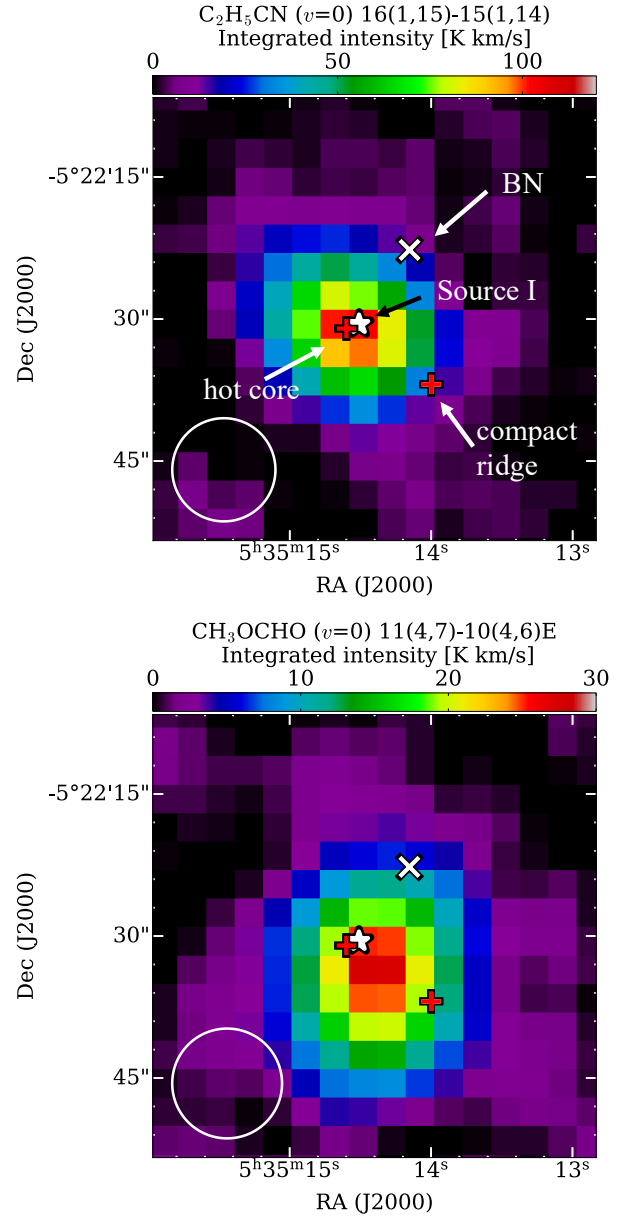 C₂H₅CN (v=0) 16(1,15)-15(1,14)
Integrated intensity [K km/s]
0 50 100
-5°22'15"
30"
45"
Dec (J2000)
BN
Source I
hot core
compact
ridge
5ʰ35ᵐ15ˢ 14ˢ 13ˢ
RA (J2000)
CH₃OCHO (v=0) 11(4,7)-10(4,6)E
Integrated intensity [K km/s]
0 10 20 30
-5°22'15"
30"
45"
Dec (J2000)
5ʰ35ᵐ15ˢ 14ˢ 13ˢ
RA (J2000)